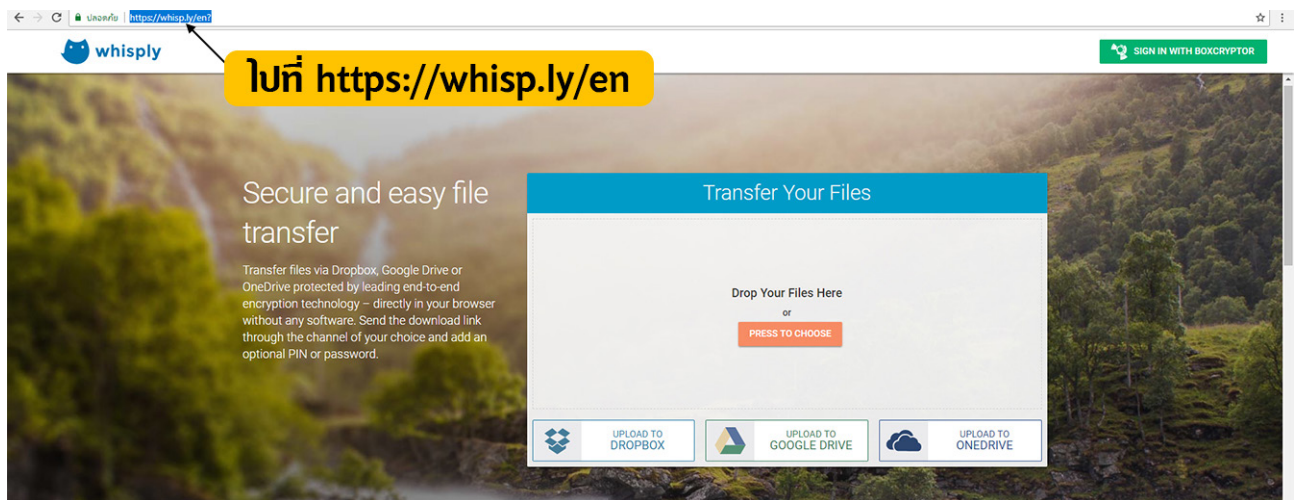 ปลอดภัย | https://whisp.ly/en?
whisply
SIGN IN WITH BOXCRYPTOR
ไปที่ https://whisp.ly/en
Secure and easy file
transfer
Transfer files via Dropbox, Google Drive or
OneDrive protected by leading end-to-end
encryption technology – directly in your browser
without any software. Send the download link
through the channel of your choice and add an
optional PIN or password.
Transfer Your Files
Drop Your Files Here
or
PRESS TO CHOOSE
UPLOAD TO
DROPBOX
UPLOAD TO
GOOGLE DRIVE
UPLOAD TO
ONEDRIVE